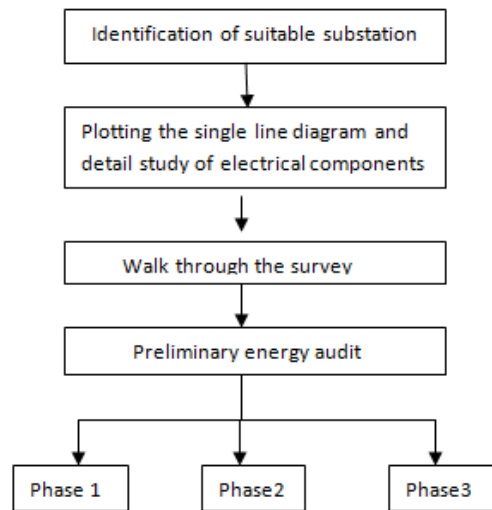 Identification of suitable substation
Plotting the single line diagram and
detail study of electrical components
Walk through the survey
Preliminary energy audit
Phase 1
Phase2
Phase3